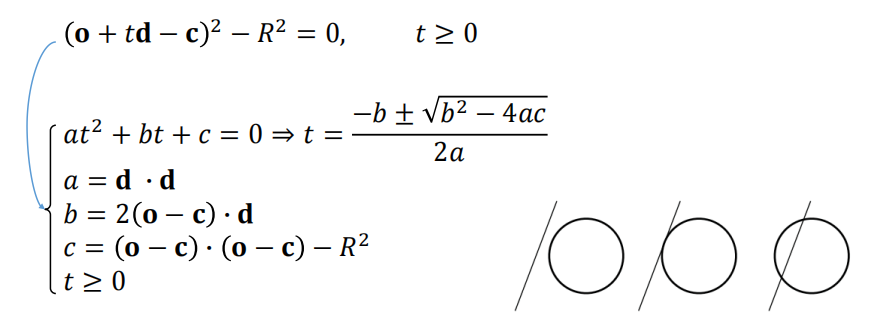 (𝐨 + t𝐝 − 𝐜)² − R² = 0, t ≥ 0
at² + bt + c = 0 ⇒ t = (−b ± √(b² − 4ac)) / 2a
a = 𝐝 · 𝐝
b = 2(𝐨 − 𝐜) · 𝐝
c = (𝐨 − 𝐜) · (𝐨 − 𝐜) − R²
t ≥ 0